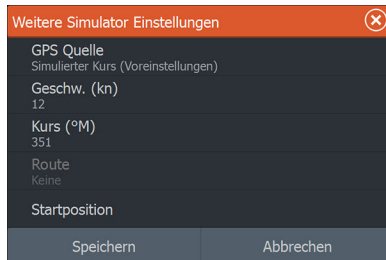 Weitere Simulator Einstellungen
GPS Quelle
Simulierter Kurs (Voreinstellungen)
Geschw. (kn)
12
Kurs (°M)
351
Route
Keine
Startposition
Speichern
Abbrechen